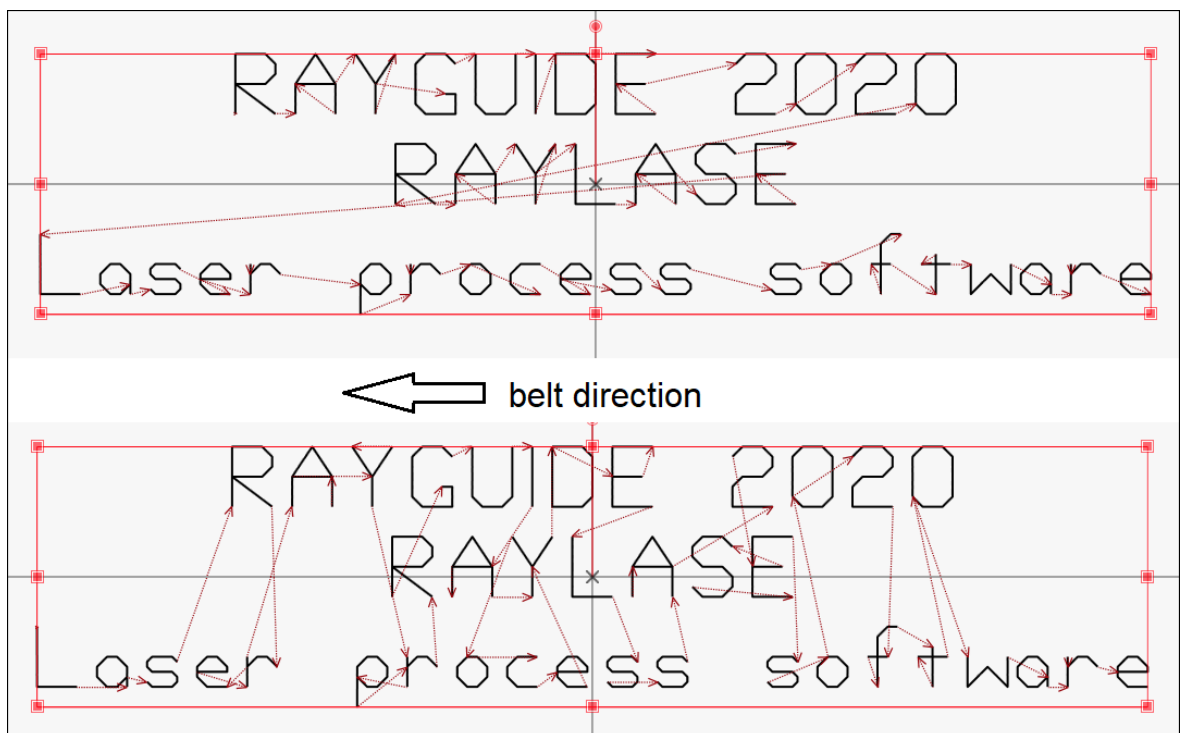 RAYGUIDE 2020
RAYLASE
Laser process software
belt direction
RAYGUIDE 2020
RAYLASE
Laser process software